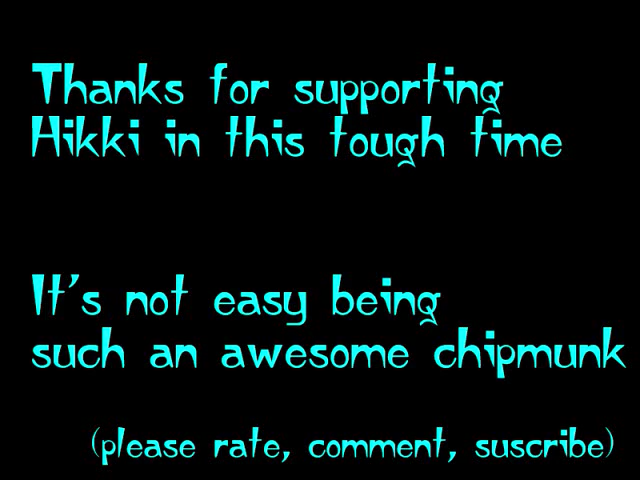 Thanks for supporting
Hikki in this tough time
It's not easy being
such an awesome chipmunk
(please rate, comment, suscribe)